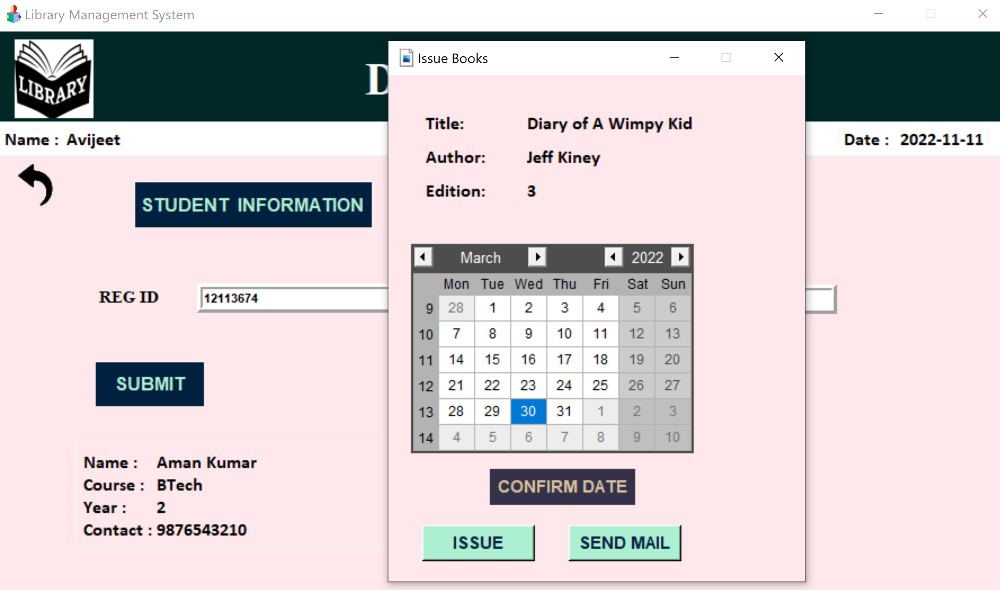 Library Management System
LIBRARY
D
Name : Avijeet
Date : 2022-11-11
STUDENT INFORMATION
REG ID 12113674
SUBMIT
Name : Aman Kumar
Course : BTech
Year : 2
Contact : 9876543210
Issue Books
Title: Diary of A Wimpy Kid
Author: Jeff Kiney
Edition: 3
March 2022
Mon Tue Wed Thu Fri Sat Sun
9 28 1 2 3 4 5 6
10 7 8 9 10 11 12 13
11 14 15 16 17 18 19 20
12 21 22 23 24 25 26 27
13 28 29 30 31 1 2 3
14 4 5 6 7 8 9 10
CONFIRM DATE
ISSUE SEND MAIL